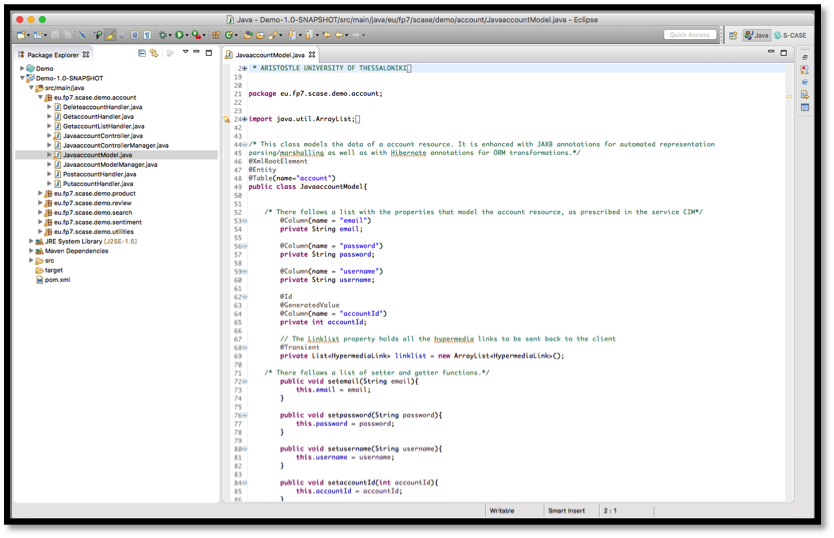 Java - Demo-1.0-SNAPSHOT/src/main/java/eu/fp7/scase/demo/account/JavaaccountModel.java - Eclipse
Quick Access
Java
S-CASE
Package Explorer
Demo
Demo-1.0-SNAPSHOT
src/main/java
eu.fp7.scase.demo.account
DeleteaccountHandler.java
GetaccountHandler.java
GetaccountListHandler.java
JavaaccountController.java
JavaaccountControllerManager.java
JavaaccountModel.java
JavaaccountModelManager.java
PostaccountHandler.java
PutaccountHandler.java
eu.fp7.scase.demo.product
eu.fp7.scase.demo.review
eu.fp7.scase.demo.search
eu.fp7.scase.demo.sentiment
eu.fp7.scase.demo.utilities
JRE System Library [J2SE-1.5]
Maven Dependencies
src
target
pom.xml
JavaaccountModel.java
2 * ARISTOSTLE UNIVERSITY OF THESSALONIKI
19
20
21 package eu.fp7.scase.demo.account;
22
23
24 import java.util.ArrayList;
42
43
44 /* This class models the data of a account resource. It is enhanced with JAXB annotations for automated representation
45 parsing/marshalling as well as with Hibernate annotations for ORM transformations.*/
46 @XmlRootElement
47 @Entity
48 @Table(name="account")
49 public class JavaaccountModel{
50
51
52 /* There follows a list with the properties that model the account resource, as prescribed in the service CIM*/
53 @Column(name = "email")
54 private String email;
55
56 @Column(name = "password")
57 private String password;
58
59 @Column(name = "username")
60 private String username;
61
62 @Id
63 @GeneratedValue
64 @Column(name = "accountId")
65 private int accountId;
66
67 // The Linklist property holds all the hypermedia links to be sent back to the client
68 @Transient
69 private List<HypermediaLink> linklist = new ArrayList<HypermediaLink>();
70
71 /* There follows a list of setter and getter functions.*/
72 public void setemail(String email){
73 this.email = email;
74 }
75
76 public void setpassword(String password){
77 this.password = password;
78 }
79
80 public void setusername(String username){
81 this.username = username;
82 }
83
84 public void setaccountId(int accountId){
85 this.accountId = accountId;
86 }
Writable
Smart Insert
2 : 1